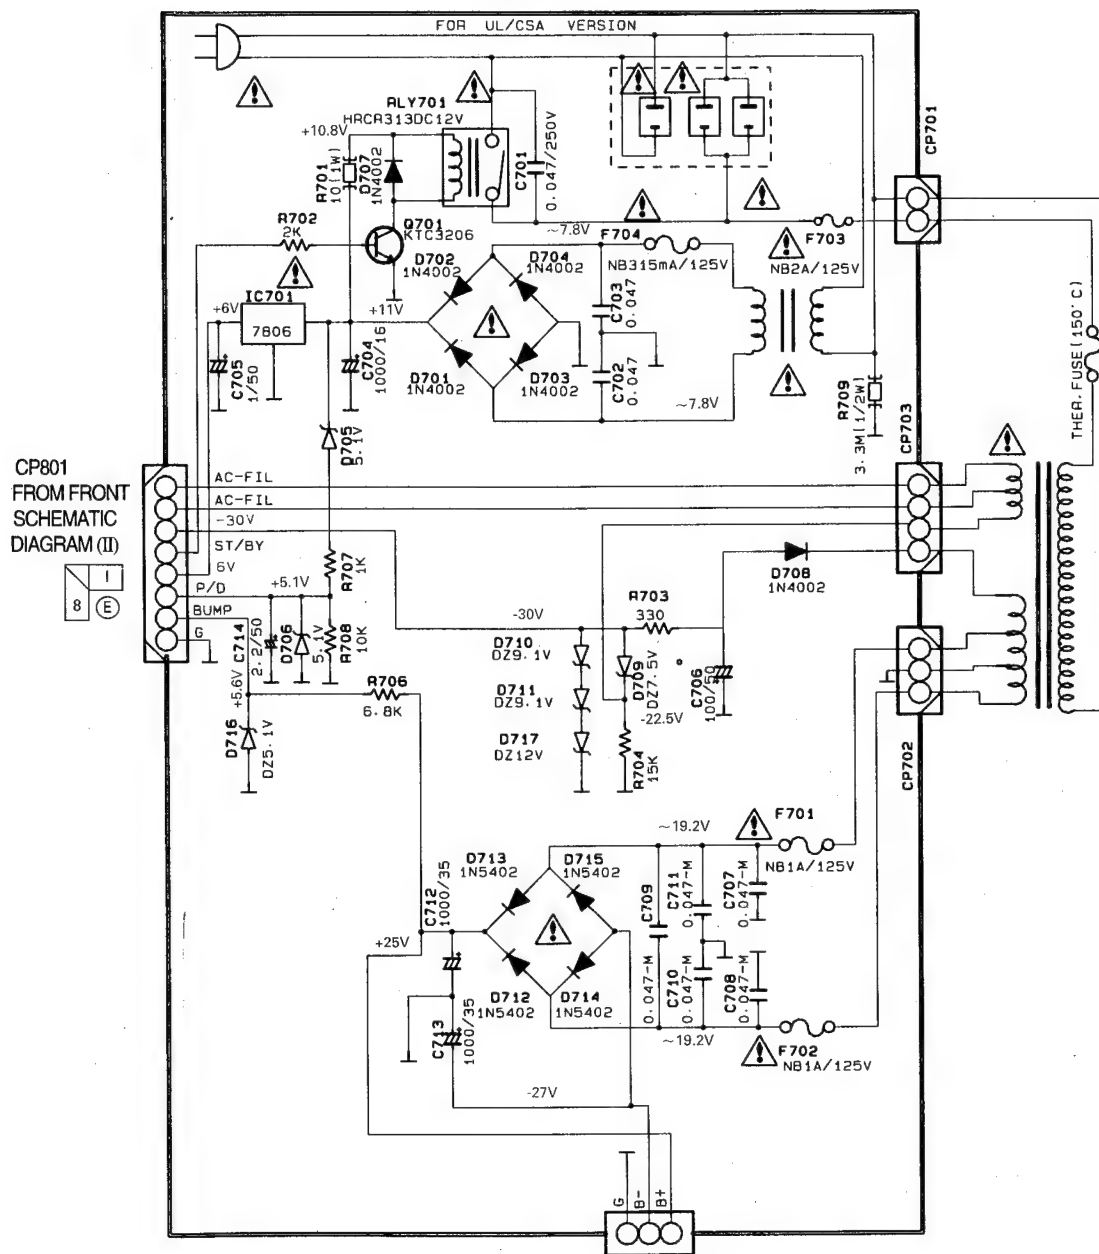 FOR UL/CSA VERSION
RLY701
HRCR313DC12V
+10.8V
R701
10(1W)
D707
1N4002
C701
0.047/250V
CP701
R702
2K
Q701
KTC3206
~7.8V
F704
NB315mA/125V
F703
NB2A/125V
D702
1N4002
D704
1N4002
IC701
7806
+6V
+11V
C703
0.047
C705
1/50
C704
1000/16
D701
1N4002
D703
1N4002
C702
0.047
~7.8V
R709
3.3M(1/2W)
THER. FUSE(150°C)
D705
5.1V
CP703
CP801
FROM FRONT
SCHEMATIC
DIAGRAM (II)
I
8
E
AC-FIL
AC-FIL
-30V
ST/BY
6V
P/D
BUMP
G
+5.1V
R707
1K
D708
1N4002
C714
2.2/50
D706
5.1V
R708
10K
-30V
R703
330
D710
DZ9.1V
D709
DZ7.5V
C706
100/50
D711
DZ9.1V
-22.5V
D717
DZ12V
R704
15K
+5.6V
R706
6.8K
D716
DZ5.1V
CP702
~19.2V
F701
NB1A/125V
D713
1N5402
D715
1N5402
C712
1000/35
C709
0.047-M
C711
0.047-M
C707
0.047-M
+25V
D712
1N5402
D714
1N5402
C710
0.047-M
C708
0.047-M
C713
1000/35
~19.2V
F702
NB1A/125V
-27V
G
B-
B+